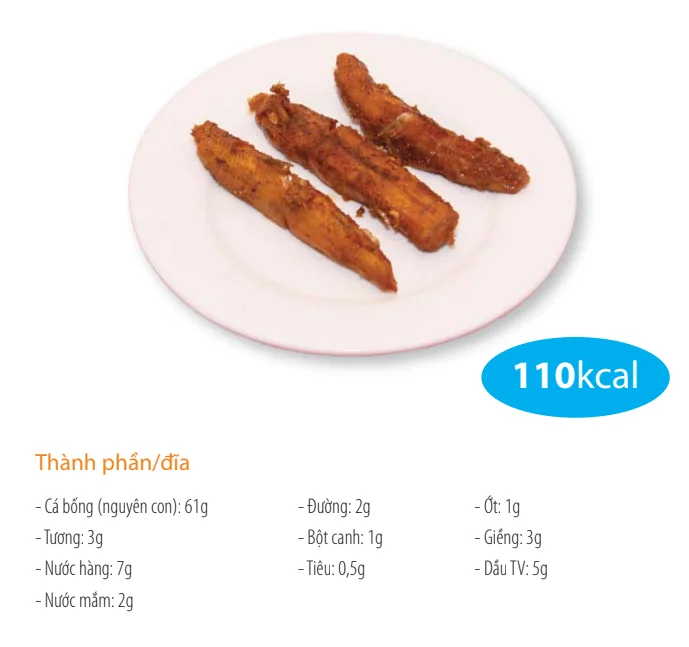 110kcal
Thành phần/đĩa
- Cá bống (nguyên con): 61g
- Tương: 3g
- Nước hàng: 7g
- Nước mắm: 2g
- Đường: 2g
- Bột canh: 1g
- Tiêu: 0,5g
- Ớt: 1g
- Giềng: 3g
- Dầu TV: 5g